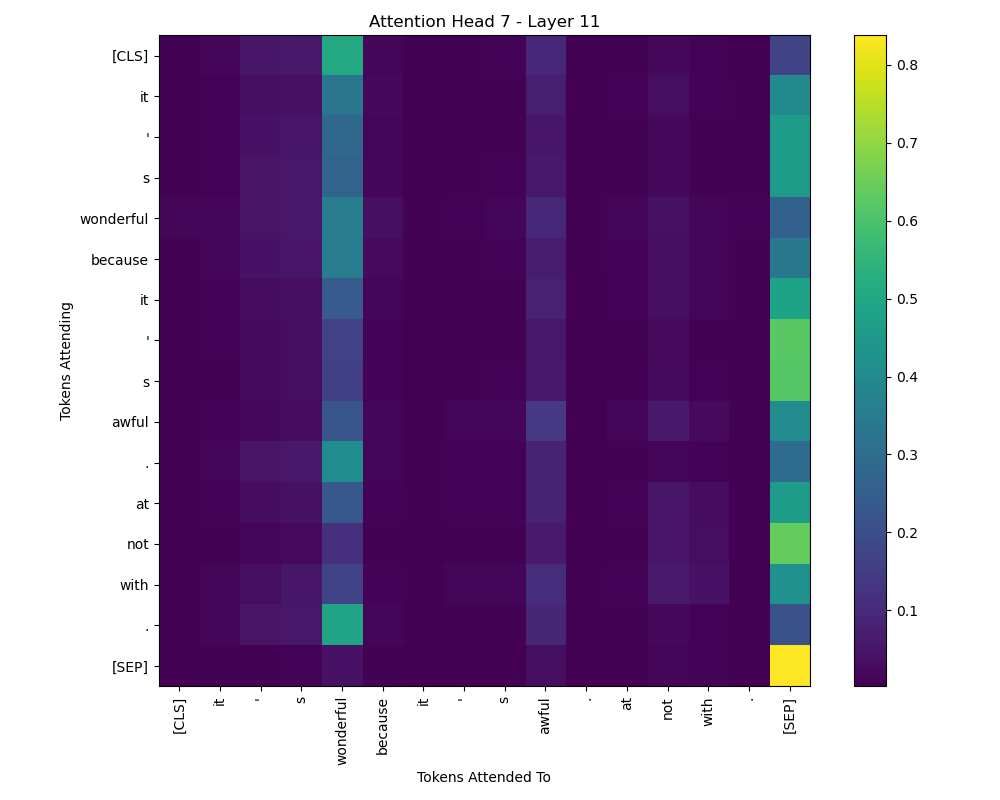 Attention Head 7 - Layer 11
[CLS]
it
'
s
wonderful
because
it
'
s
awful
.
at
not
with
.
[SEP]
Tokens Attending
[CLS]
it
'
s
wonderful
because
it
'
s
awful
.
at
not
with
.
[SEP]
Tokens Attended To
0.8
0.7
0.6
0.5
0.4
0.3
0.2
0.1